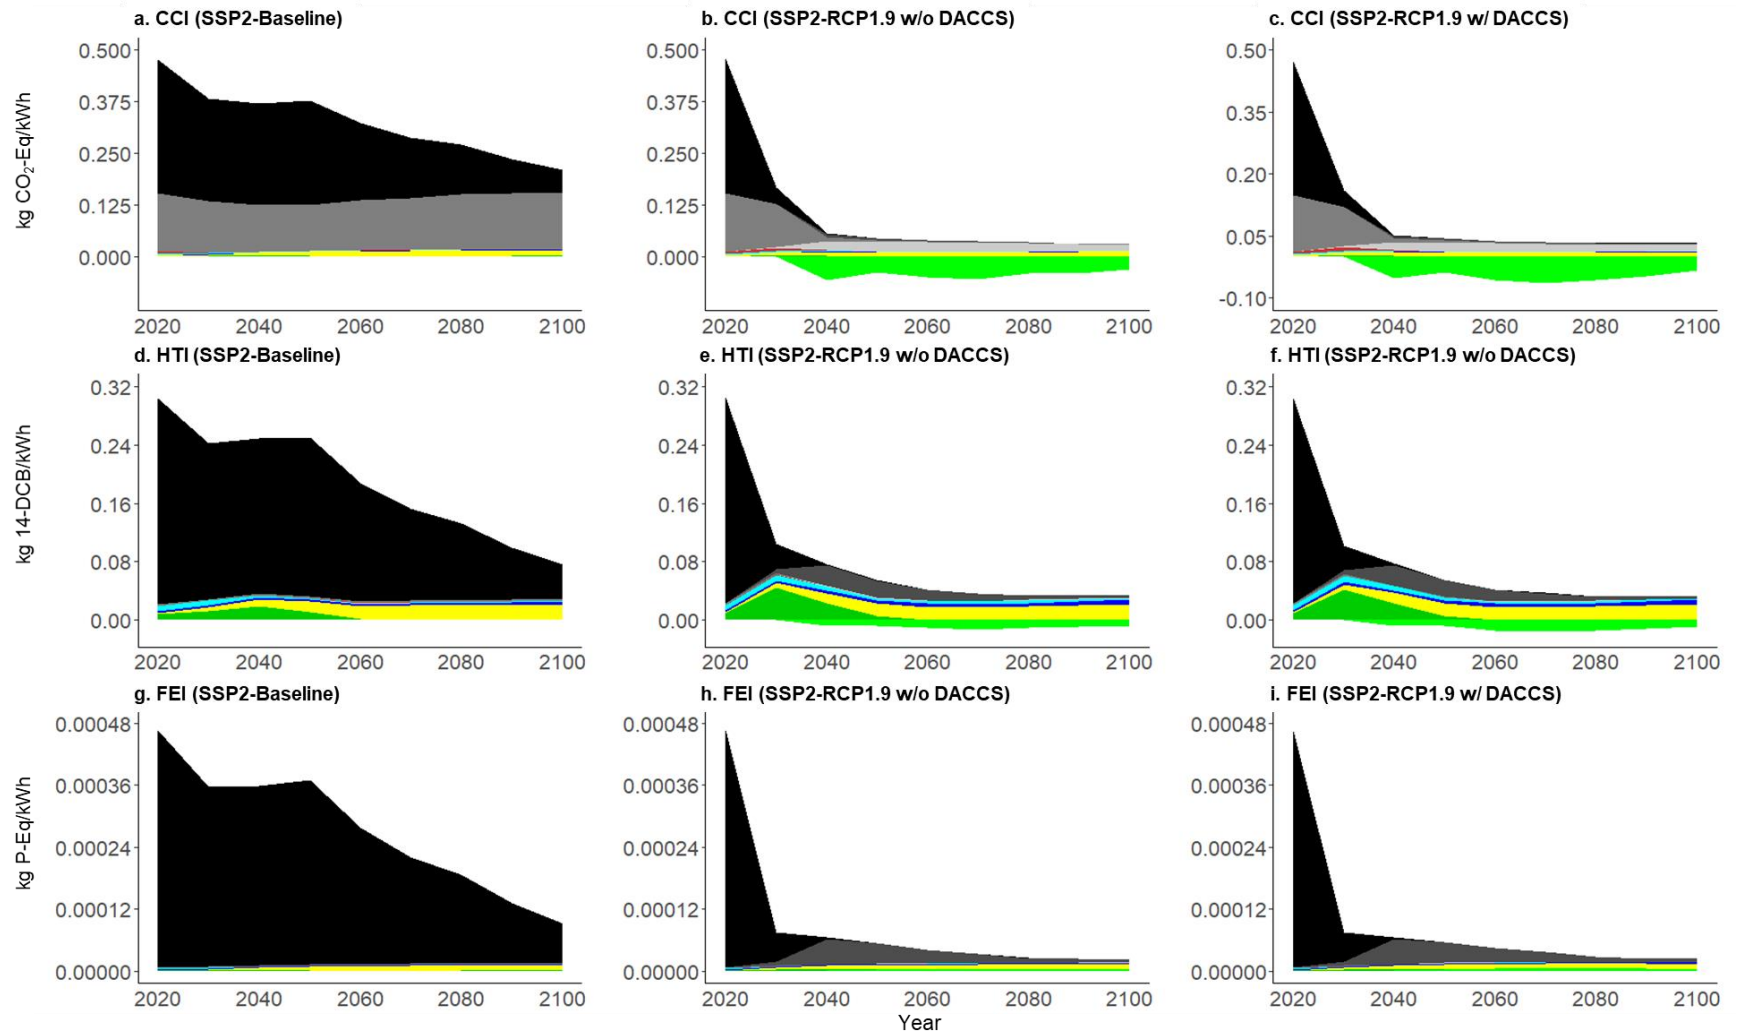 a. CCI (SSP2-Baseline)
b. CCI (SSP2-RCP1.9 w/o DACCS)
c. CCI (SSP2-RCP1.9 w/ DACCS)
kg CO₂-Eq/kWh
0.500
0.375
0.250
0.125
0.000
2020 2040 2060 2080 2100
0.500
0.375
0.250
0.125
0.000
2020 2040 2060 2080 2100
0.50
0.35
0.20
0.05
-0.10
2020 2040 2060 2080 2100
d. HTI (SSP2-Baseline)
e. HTI (SSP2-RCP1.9 w/o DACCS)
f. HTI (SSP2-RCP1.9 w/o DACCS)
kg 14-DCB/kWh
0.32
0.24
0.16
0.08
0.00
2020 2040 2060 2080 2100
0.32
0.24
0.16
0.08
0.00
2020 2040 2060 2080 2100
0.32
0.24
0.16
0.08
0.00
2020 2040 2060 2080 2100
g. FEI (SSP2-Baseline)
h. FEI (SSP2-RCP1.9 w/o DACCS)
i. FEI (SSP2-RCP1.9 w/ DACCS)
kg P-Eq/kWh
0.00048
0.00036
0.00024
0.00012
0.00000
2020 2040 2060 2080 2100
0.00048
0.00036
0.00024
0.00012
0.00000
2020 2040 2060 2080 2100
0.00048
0.00036
0.00024
0.00012
0.00000
2020 2040 2060 2080 2100
Year